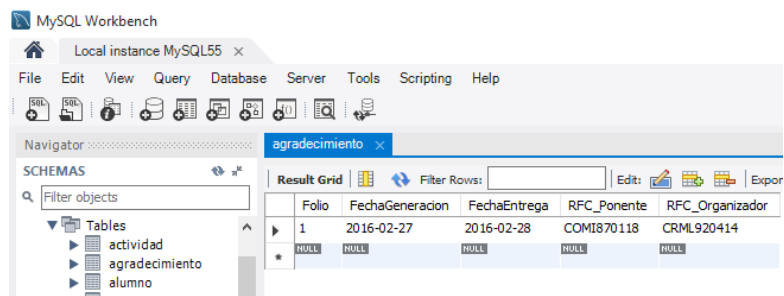 MySQL Workbench
Local instance MySQL55 ×
File Edit View Query Database Server Tools Scripting Help
Navigator
agradecimiento ×
SCHEMAS
Result Grid Filter Rows: Edit: Expor
Filter objects
Folio FechaGeneracion FechaEntrega RFC_Ponente RFC_Organizador
Tables
1 2016-02-27 2016-02-28 COMI870118 CRML920414
actividad
NULL NULL NULL NULL NULL
agradecimiento
alumno